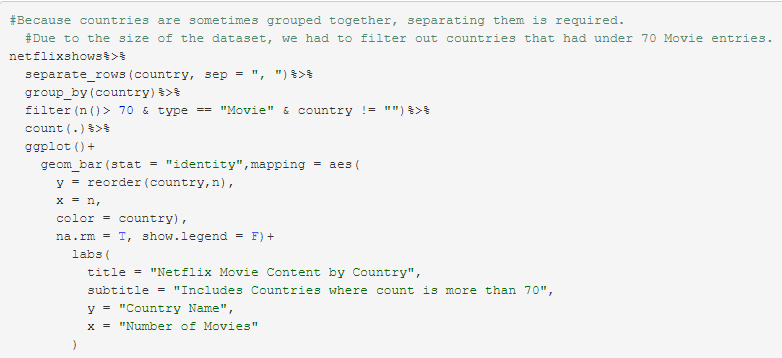 #Because countries are sometimes grouped together, separating them is required.
#Due to the size of the dataset, we had to filter out countries that had under 70 Movie entries.
netflixshows%>%
separate_rows(country, sep = ", ")%>%
group_by(country)%>%
filter(n()> 70 & type == "Movie" & country != "")%>%
count(.)%>%
ggplot()+
geom_bar(stat = "identity",mapping = aes(
y = reorder(country,n),
x = n,
color = country),
na.rm = T, show.legend = F)+
labs(
title = "Netflix Movie Content by Country",
subtitle = "Includes Countries where count is more than 70",
y = "Country Name",
x = "Number of Movies"
)